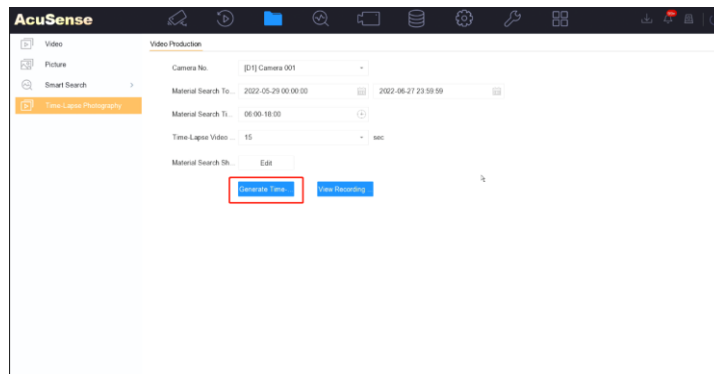 AcuSense
Video
Picture
Smart Search >
Time-Lapse Photography
Video Production
Camera No. [D1] Camera 001
Material Search To... 2022-05-29 00:00:00 2022-06-27 23:59:59
Material Search Ti... 06:00-18:00
Time-Lapse Video ... 15 sec
Material Search Sh... Edit
Generate Time-... View Recording ...